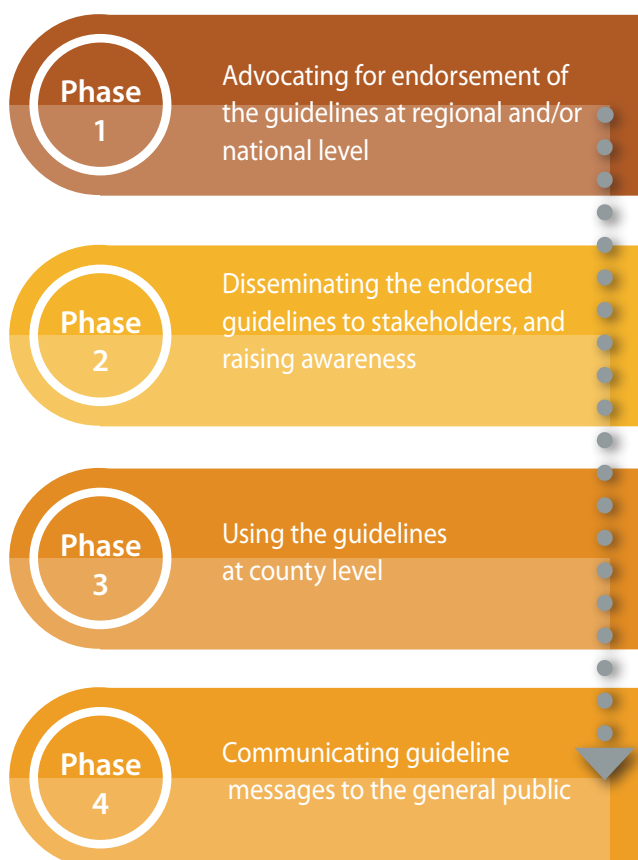 Phase
1
Advocating for endorsement of
the guidelines at regional and/or
national level
Phase
2
Disseminating the endorsed
guidelines to stakeholders, and
raising awareness
Phase
3
Using the guidelines
at county level
Phase
4
Communicating guideline
messages to the general public